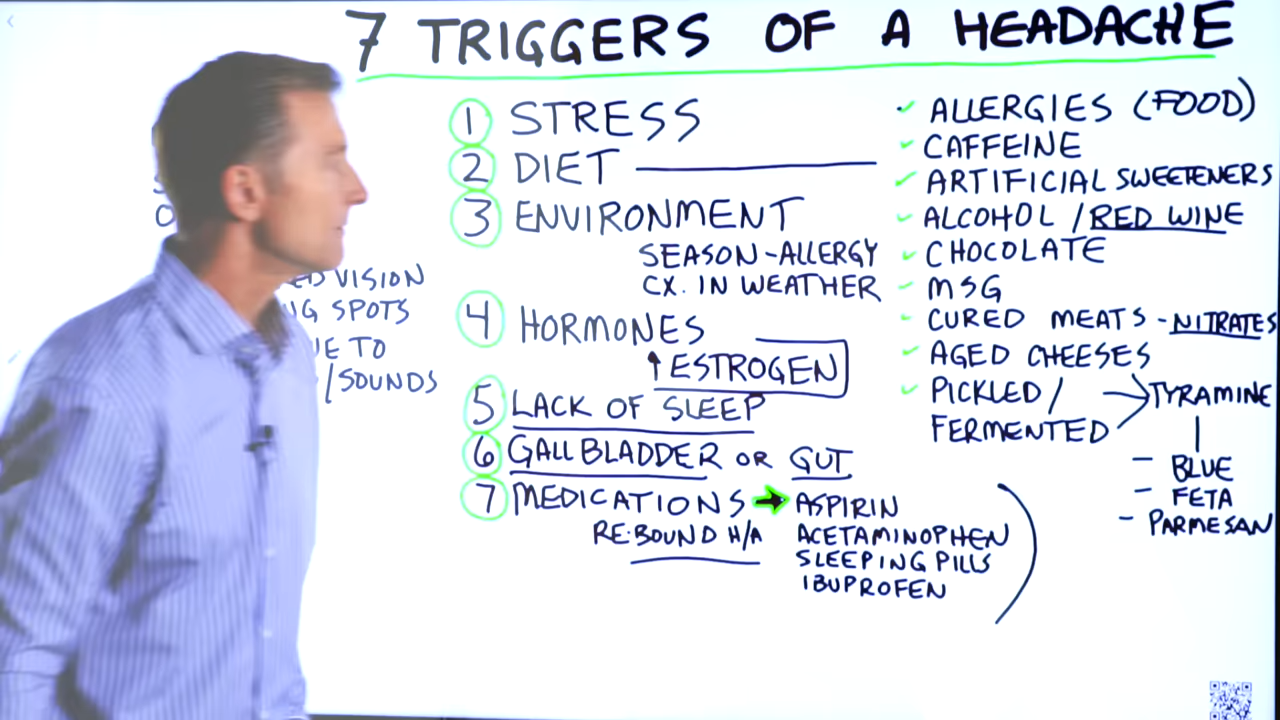 7 TRIGGERS OF A HEADACHE
1 STRESS
2 DIET
3 ENVIRONMENT
SEASON-ALLERGY
CX. IN WEATHER
4 HORMONES
↑ ESTROGEN
5 LACK OF SLEEP
6 GALLBLADDER OR GUT
7 MEDICATIONS → ASPIRIN
RE-BOUND H/A
ACETAMINOPHEN
SLEEPING PILLS
IBUPROFEN
✓ ALLERGIES (FOOD)
✓ CAFFEINE
✓ ARTIFICIAL SWEETENERS
✓ ALCOHOL / RED WINE
✓ CHOCOLATE
✓ MSG
✓ CURED MEATS - NITRATES
✓ AGED CHEESES
✓ PICKLED /
FERMENTED
TYRAMINE
- BLUE
- FETA
- PARMESAN
VISION
SPOTS
TO
/SOUNDS